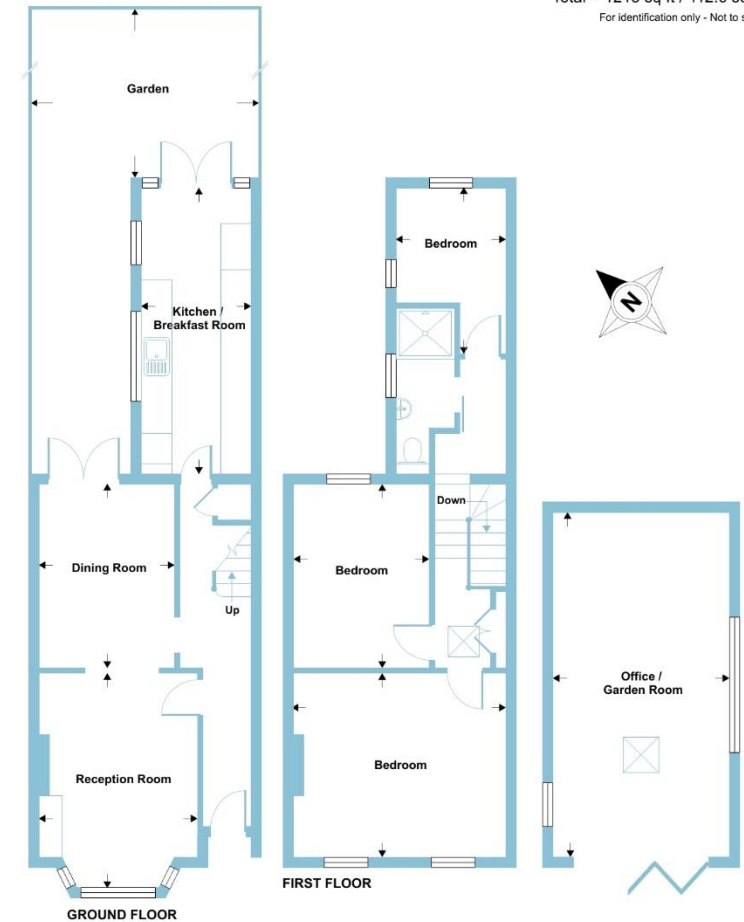 For identification only - Not to s
Garden
Bedroom
Kitchen /
Breakfast Room
N
Down
Dining Room
Bedroom
Up
Office /
Garden Room
Reception Room
Bedroom
FIRST FLOOR
GROUND FLOOR